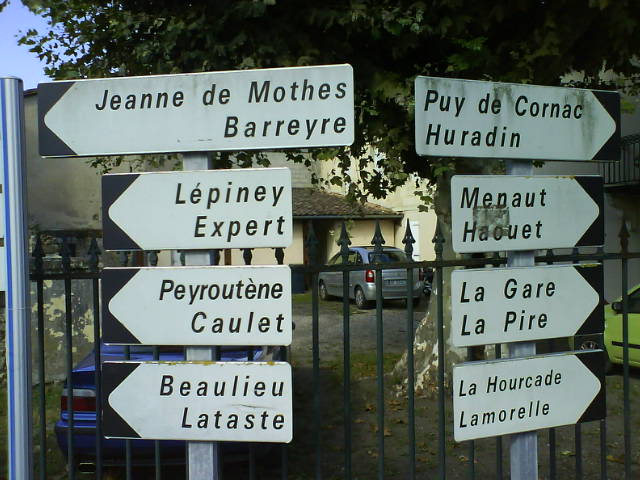 Jeanne de Mothes
Barreyre
Lépiney
Expert
Peyroutène
Caulet
Beaulieu
Lataste
Puy de Cornac
Huradin
Menaut
Haouet
La Gare
La Pire
La Hourcade
Lamorelle